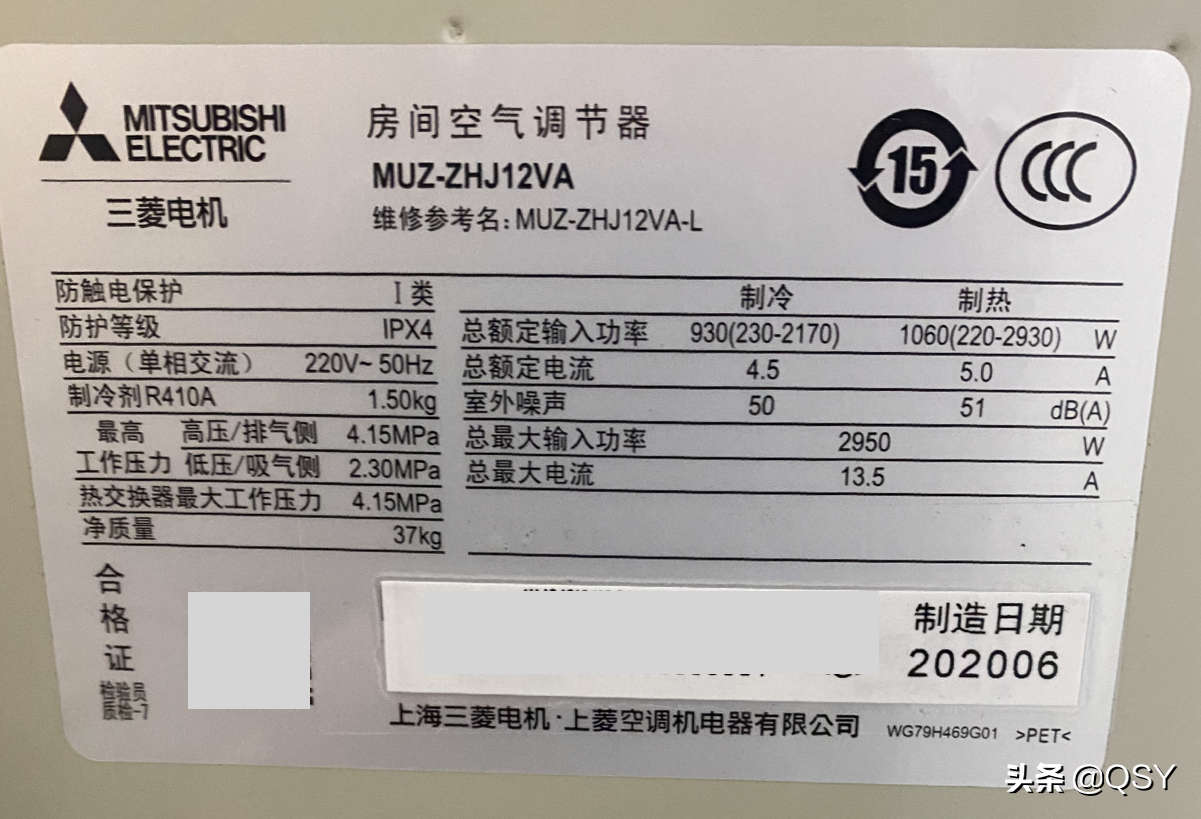 MITSUBISHI
ELECTRIC
三菱电机
房间空气调节器
MUZ-ZHJ12VA
维修参考名:MUZ-ZHJ12VA-L
15
CCC
防触电保护 I 类
防护等级 IPX4
电源（单相交流） 220V~ 50Hz
制冷剂R410A 1.50kg
最高 高压/排气侧 4.15MPa
工作压力 低压/吸气侧 2.30MPa
热交换器最大工作压力 4.15MPa
净质量 37kg
制冷 制热
总额定输入功率 930(230-2170) 1060(220-2930) W
总额定电流 4.5 5.0 A
室外噪声 50 51 dB(A)
总最大输入功率 2950 W
总最大电流 13.5 A
合
格
证
检验员
质检-7
制造日期
202006
上海三菱电机·上菱空调机电器有限公司
WG79H469G01 >PET<
头条 @QSY